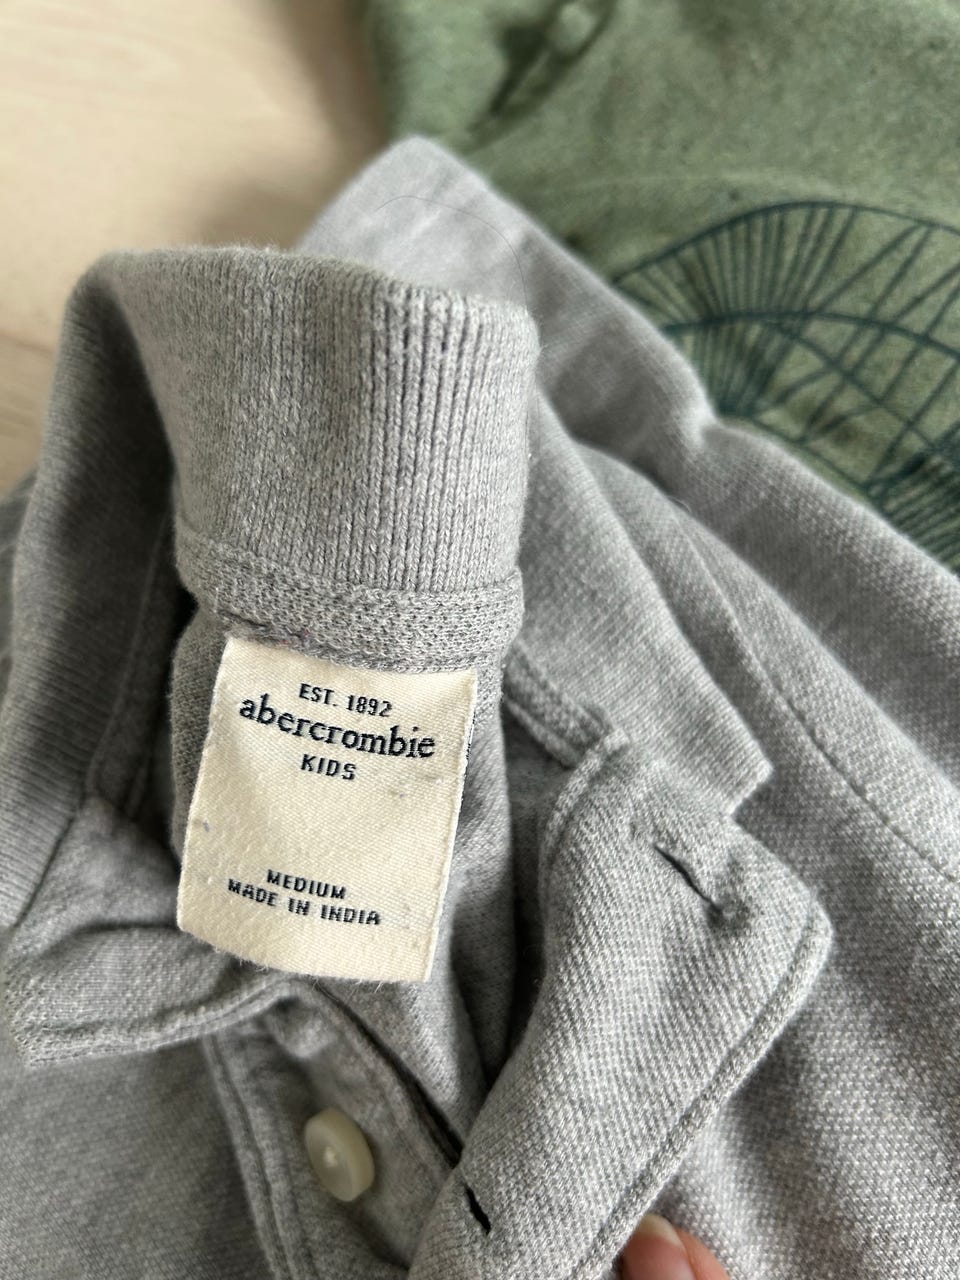 EST. 1892
abercrombie
KIDS
MEDIUM
MADE IN INDIA